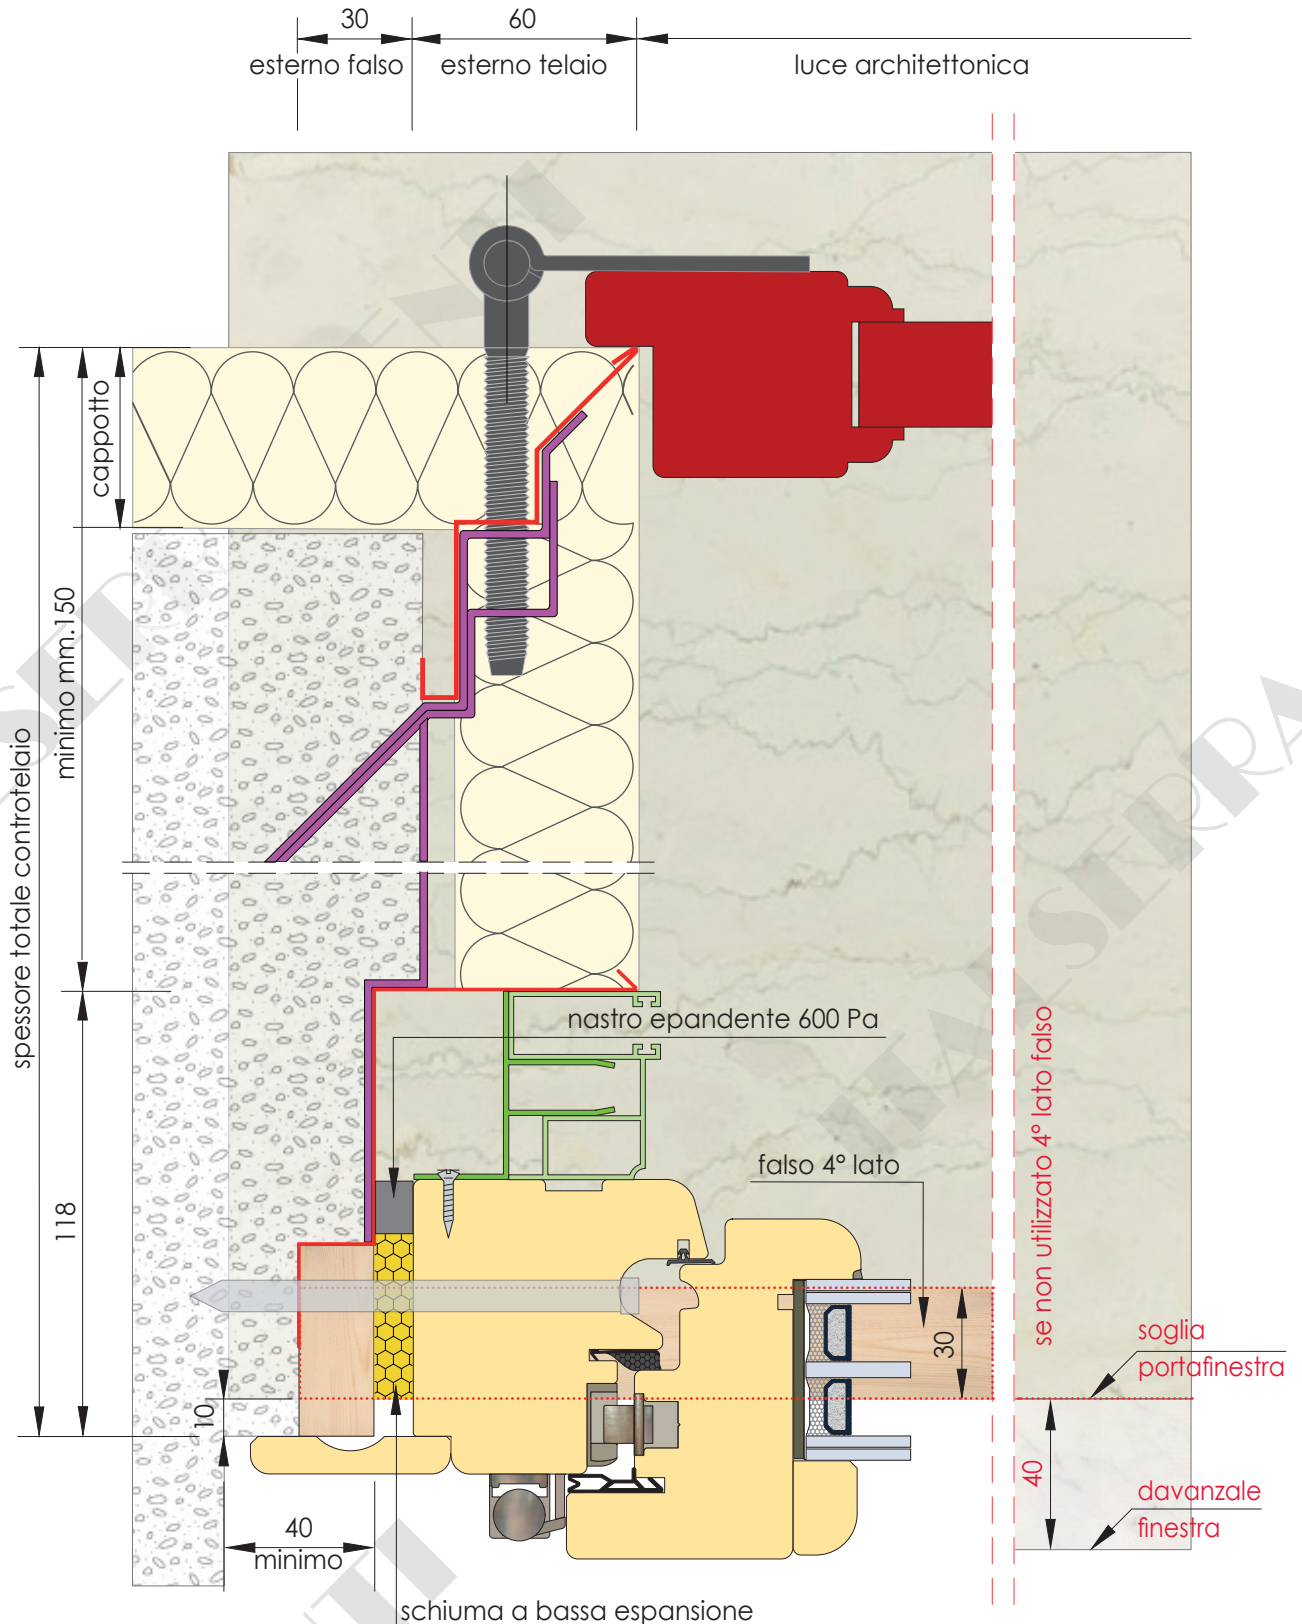 30
60
esterno falso
esterno telaio
luce architettonica
cappotto
minimo mm.150
spessore totale controtelaio
nastro epandente 600 Pa
falso 4° lato
se non utilizzato 4° lato falso
118
30
soglia
portafinestra
10
40
davanzale
finestra
40
minimo
schiuma a bassa espansione